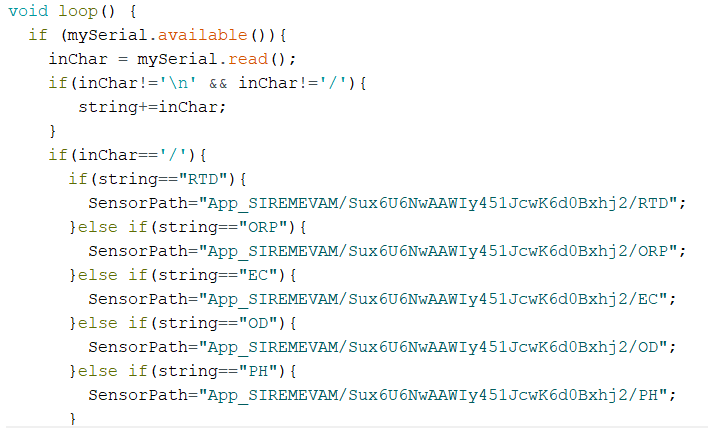 void loop() {
  if (mySerial.available()){
    inChar = mySerial.read();
    if(inChar!='\n' && inChar!='/'){
       string+=inChar;
    }
    if(inChar=='/'){
      if(string=="RTD"){
        SensorPath="App_SIREMEVAM/Sux6U6NwAAWIy451JcwK6d0Bxhj2/RTD";
      }else if(string=="ORP"){
        SensorPath="App_SIREMEVAM/Sux6U6NwAAWIy451JcwK6d0Bxhj2/ORP";
      }else if(string=="EC"){
        SensorPath="App_SIREMEVAM/Sux6U6NwAAWIy451JcwK6d0Bxhj2/EC";
      }else if(string=="OD"){
        SensorPath="App_SIREMEVAM/Sux6U6NwAAWIy451JcwK6d0Bxhj2/OD";
      }else if(string=="PH"){
        SensorPath="App_SIREMEVAM/Sux6U6NwAAWIy451JcwK6d0Bxhj2/PH";
      }